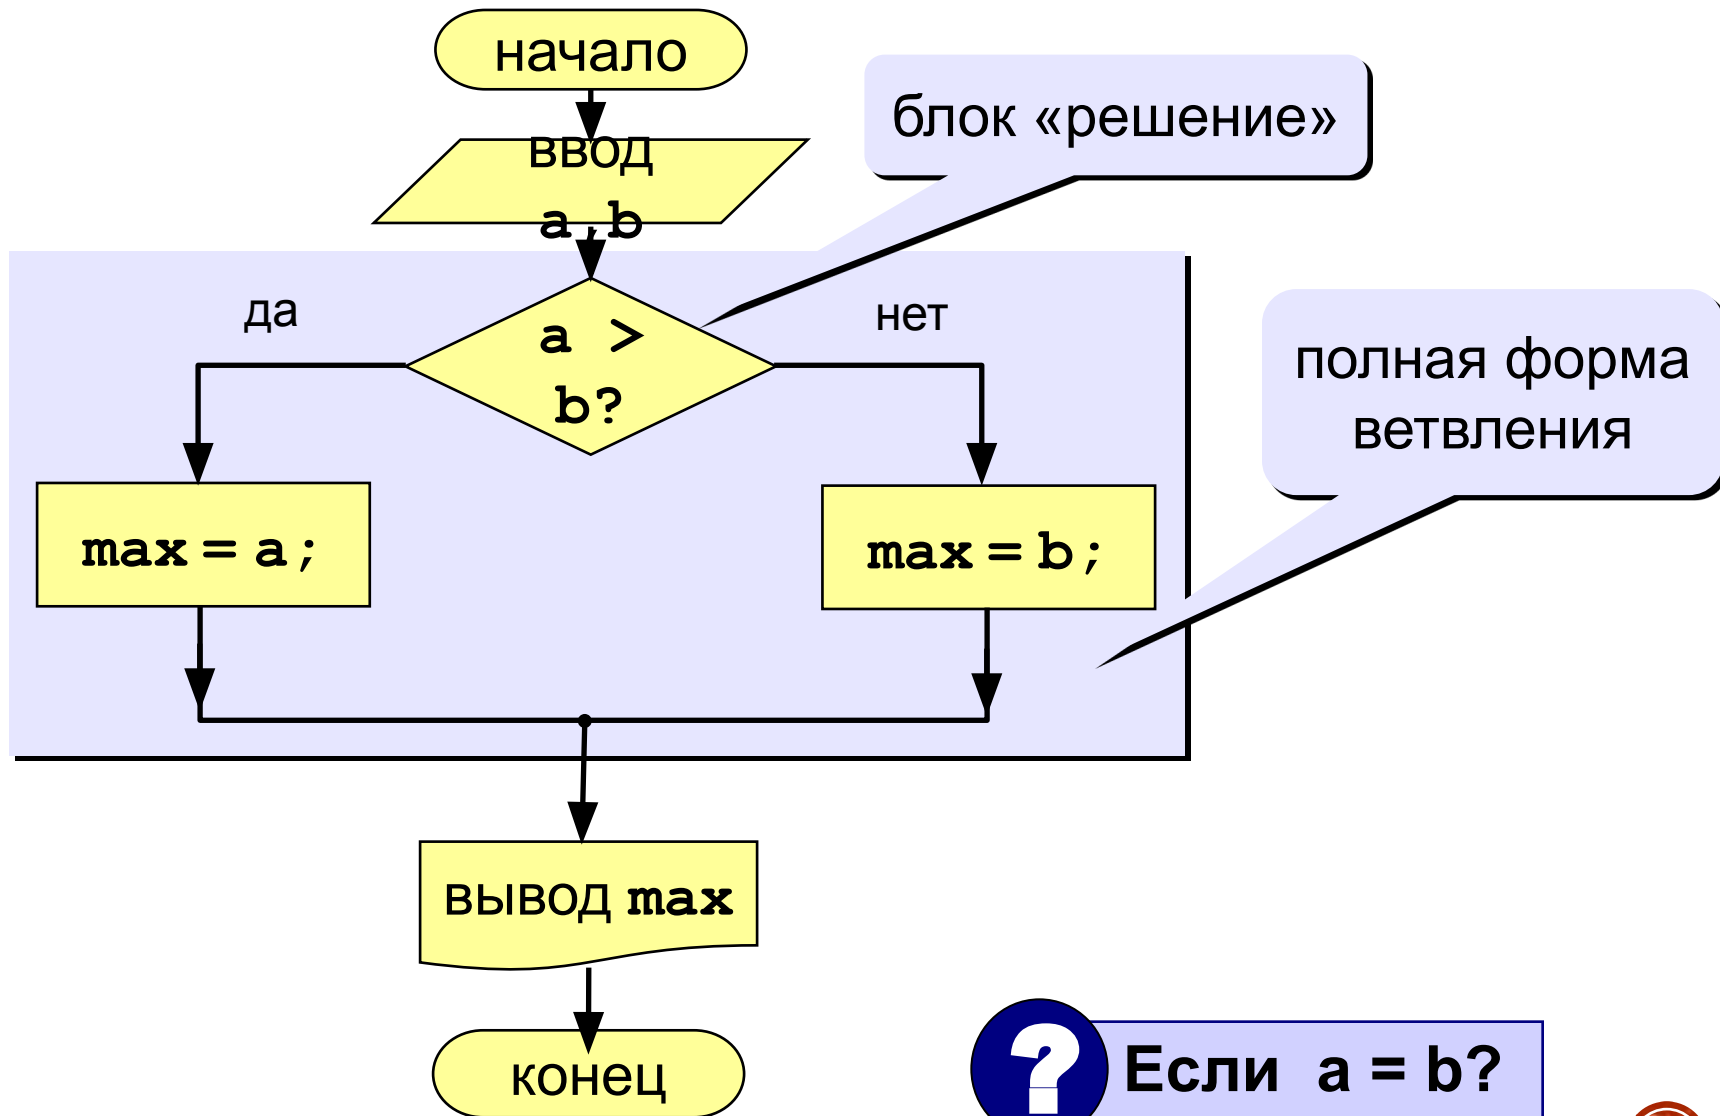 начало
блок «решение»
ввод
a,b
да
a >
b?
нет
полная форма
ветвления
max = a;
max = b;
вывод max
конец
? Если a = b?